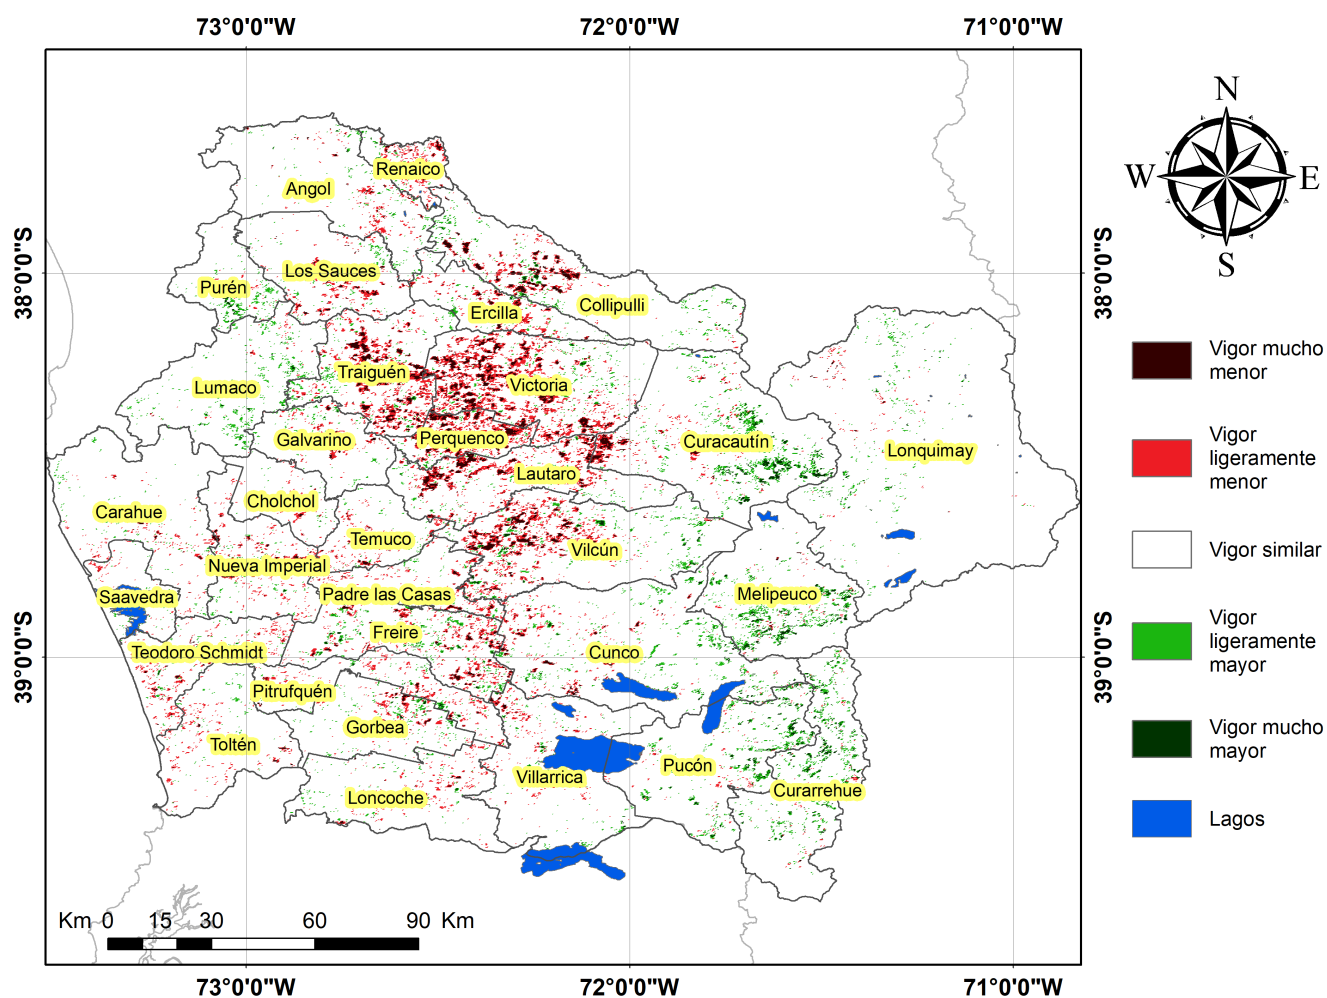 73°0'0"W
72°0'0"W
71°0'0"W
N
W
E
S
38°0'0"S
38°0'0"S
39°0'0"S
39°0'0"S
Renaico
Angol
Los Sauces
Purén
Collipulli
Ercilla
Traiguén
Victoria
Lumaco
Galvarino
Perquenco
Curacautín
Lonquimay
Lautaro
Cholchol
Carahue
Temuco
Vilcún
Nueva Imperial
Saavedra
Padre las Casas
Melipeuco
Freire
Teodoro Schmidt
Cunco
Pitrufquén
Gorbea
Toltén
Pucón
Villarrica
Curarrehue
Loncoche
Vigor mucho
menor
Vigor
ligeramente
menor
Vigor similar
Vigor
ligeramente
mayor
Vigor mucho
mayor
Lagos
Km 0 15 30 60 90 Km
73°0'0"W
72°0'0"W
71°0'0"W